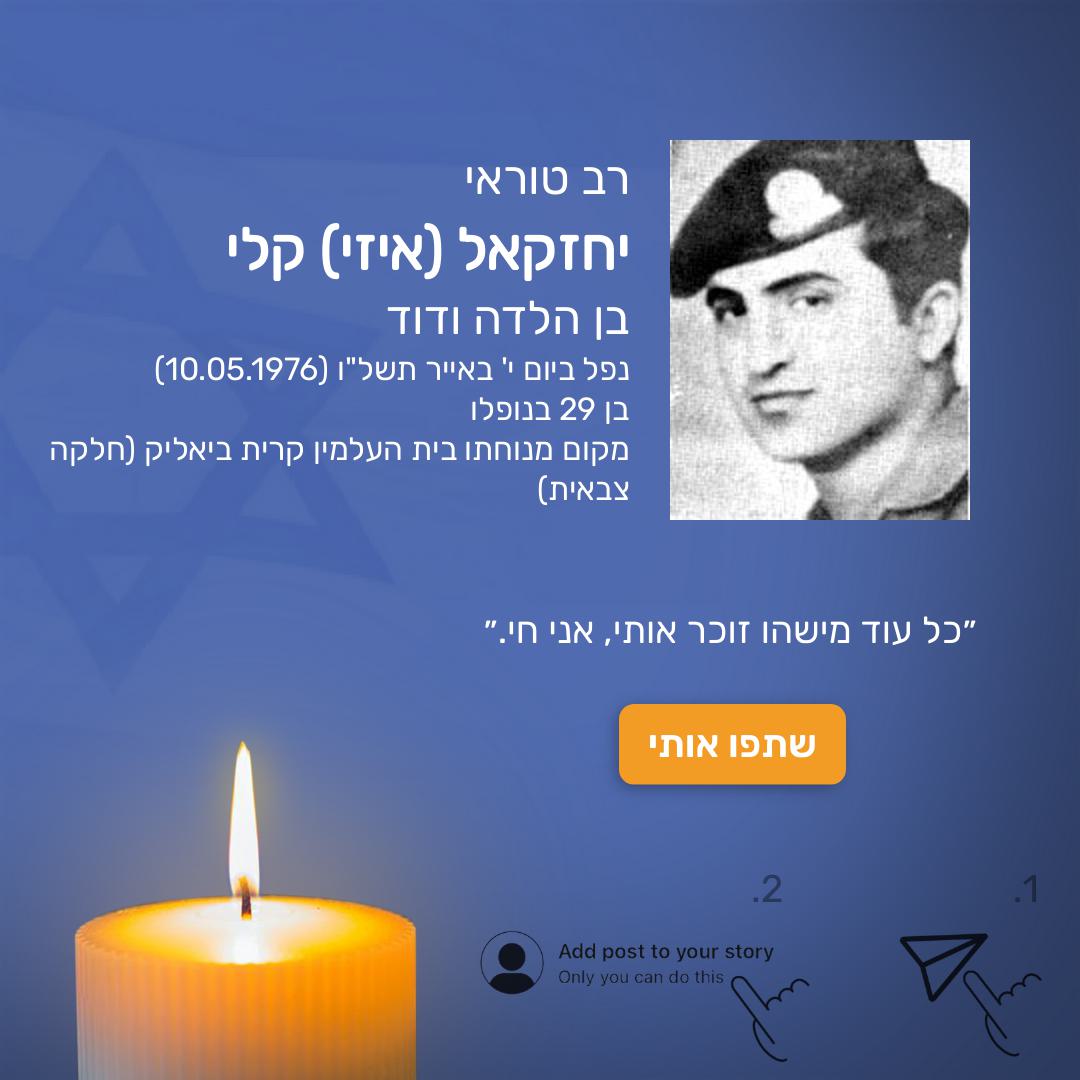 רב טוראי
יחזקאל (איזי) קלי
בן הלדה ודוד
נפל ביום י' באייר תשל"ו (10.05.1976)
בן 29 בנופלו
מקום מנוחתו בית העלמין קרית ביאליק (חלקה
צבאית)
״כל עוד מישהו זוכר אותי, אני חי.״
שתפו אותי
1.
2.
Add post to your story
Only you can do this